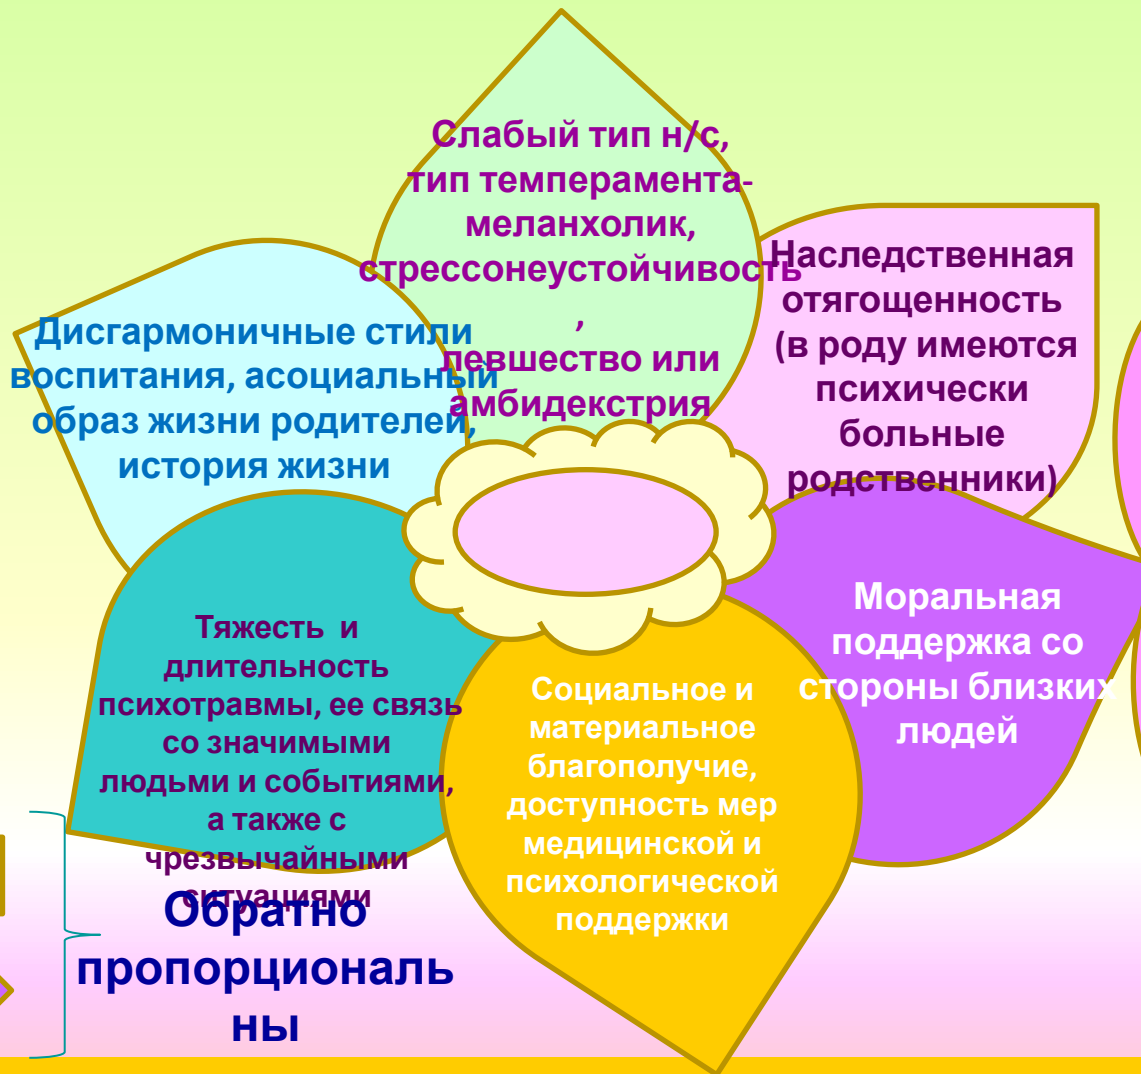 Слабый тип н/с,
тип темперамента-
меланхолик,
стрессонеустойчивость
,
левшество или
амбидекстрия
Наследственная
отягощенность
(в роду имеются
психически
больные
родственники)
Дисгармоничные стили
воспитания, асоциальный
образ жизни родителей,
история жизни
Моральная
поддержка со
стороны близких
людей
Тяжесть и
длительность
психотравмы, ее связь
со значимыми
людьми и событиями,
а также с
чрезвычайными
ситуациями
Социальное и
материальное
благополучие,
доступность мер
медицинской и
психологической
поддержки
Обратно
пропорциональ
ны